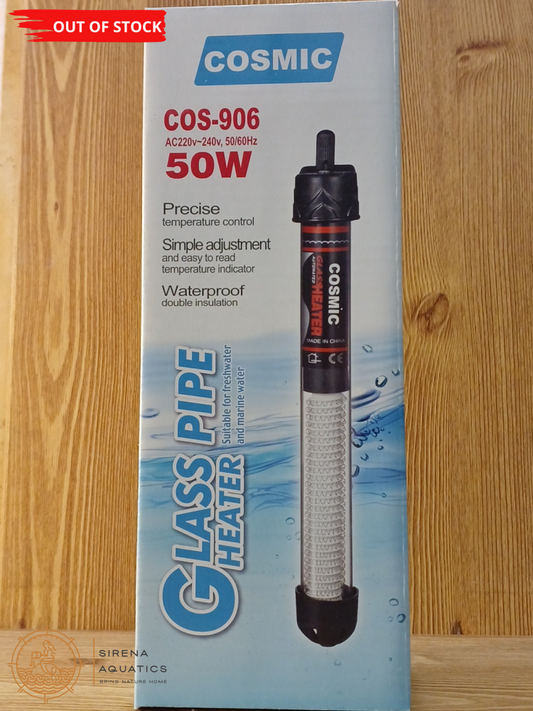 OUT OF STOCK
COSMIC
COS-906
AC220v~240v, 50/60Hz
50W
Precise
temperature control
Simple adjustment
and easy to read
temperature indicator
Waterproof
double insulation
COSMIC
GLASS HEATER
MADE IN CHINA
CE
GLASS PIPE
HEATER
Suitable for freshwater
and marine water
SIRENA
AQUATICS
BRING NATURE HOME